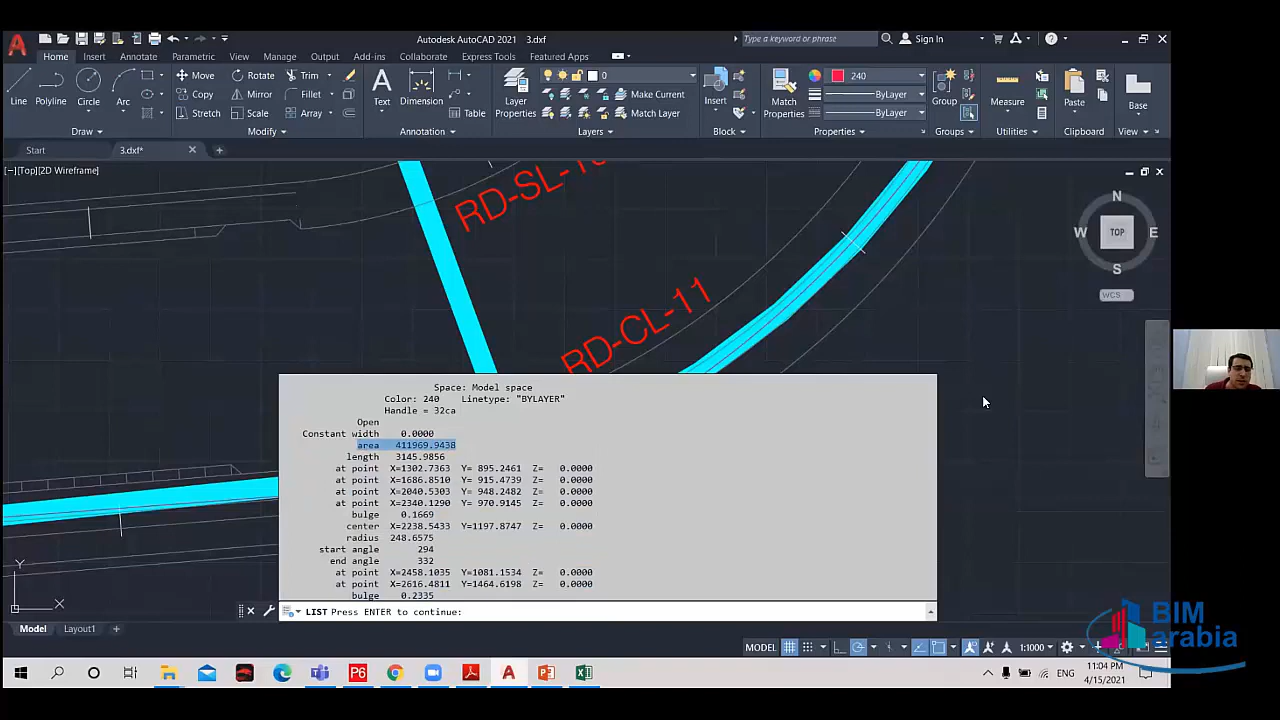 Autodesk AutoCAD 2021 3.dxf
Type a keyword or phrase
Sign In
Home Insert Annotate Parametric View Manage Output Add-ins Collaborate Express Tools Featured Apps
Line Polyline Circle Arc
Move Rotate Trim
Copy Mirror Fillet
Stretch Scale Array
Text Dimension
Table
Layer Properties
0
Make Current
Match Layer
Insert
Match Properties
240
ByLayer
ByLayer
Group
Measure
Paste
Base
Draw Modify Annotation Layers Block Properties Groups Utilities Clipboard View
Start 3.dxf*
[−][Top][2D Wireframe]
N
W TOP E
S
WCS
RD-CL-11
Space: Model space
Color: 240 Linetype: "BYLAYER"
Handle = 32ca
Open
Constant width 0.0000
area 411969.9438
length 3145.9856
at point X=1302.7363 Y= 895.2461 Z= 0.0000
at point X=1686.8510 Y= 915.4739 Z= 0.0000
at point X=2040.5303 Y= 948.2482 Z= 0.0000
at point X=2340.1290 Y= 970.9145 Z= 0.0000
bulge 0.1669
center X=2238.5433 Y=1197.8747 Z= 0.0000
radius 248.6575
start angle 294
end angle 332
at point X=2458.1035 Y=1081.1534 Z= 0.0000
at point X=2616.4811 Y=1464.6198 Z= 0.0000
bulge 0.2335
LIST Press ENTER to continue:
Y
X
Model Layout1
MODEL
1:1000
BIM
arabia
P6
ENG
11:04 PM
4/15/2021